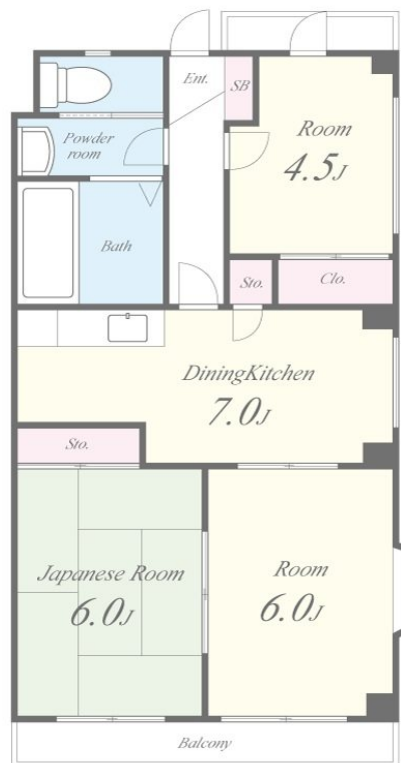 Ent.
SB
Room
4.5J
Powder
room
Bath
Sto.
Clo.
DiningKitchen
7.0J
Sto.
Japanese Room
6.0J
Room
6.0J
Balcony